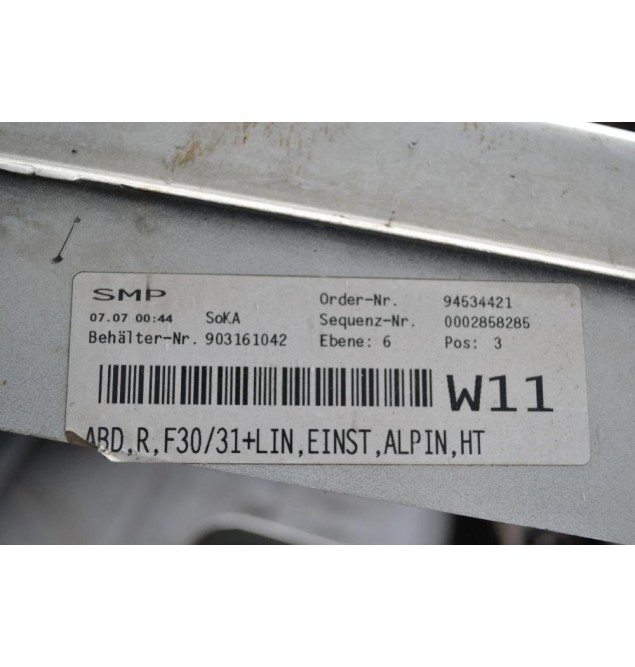 SMP Order-Nr. 94534421
07.07 00:44 SoKA Sequenz-Nr. 0002858285
Behälter-Nr. 903161042 Ebene: 6 Pos: 3
W11
ABD,R,F30/31+LIN,EINST,ALPIN,HT